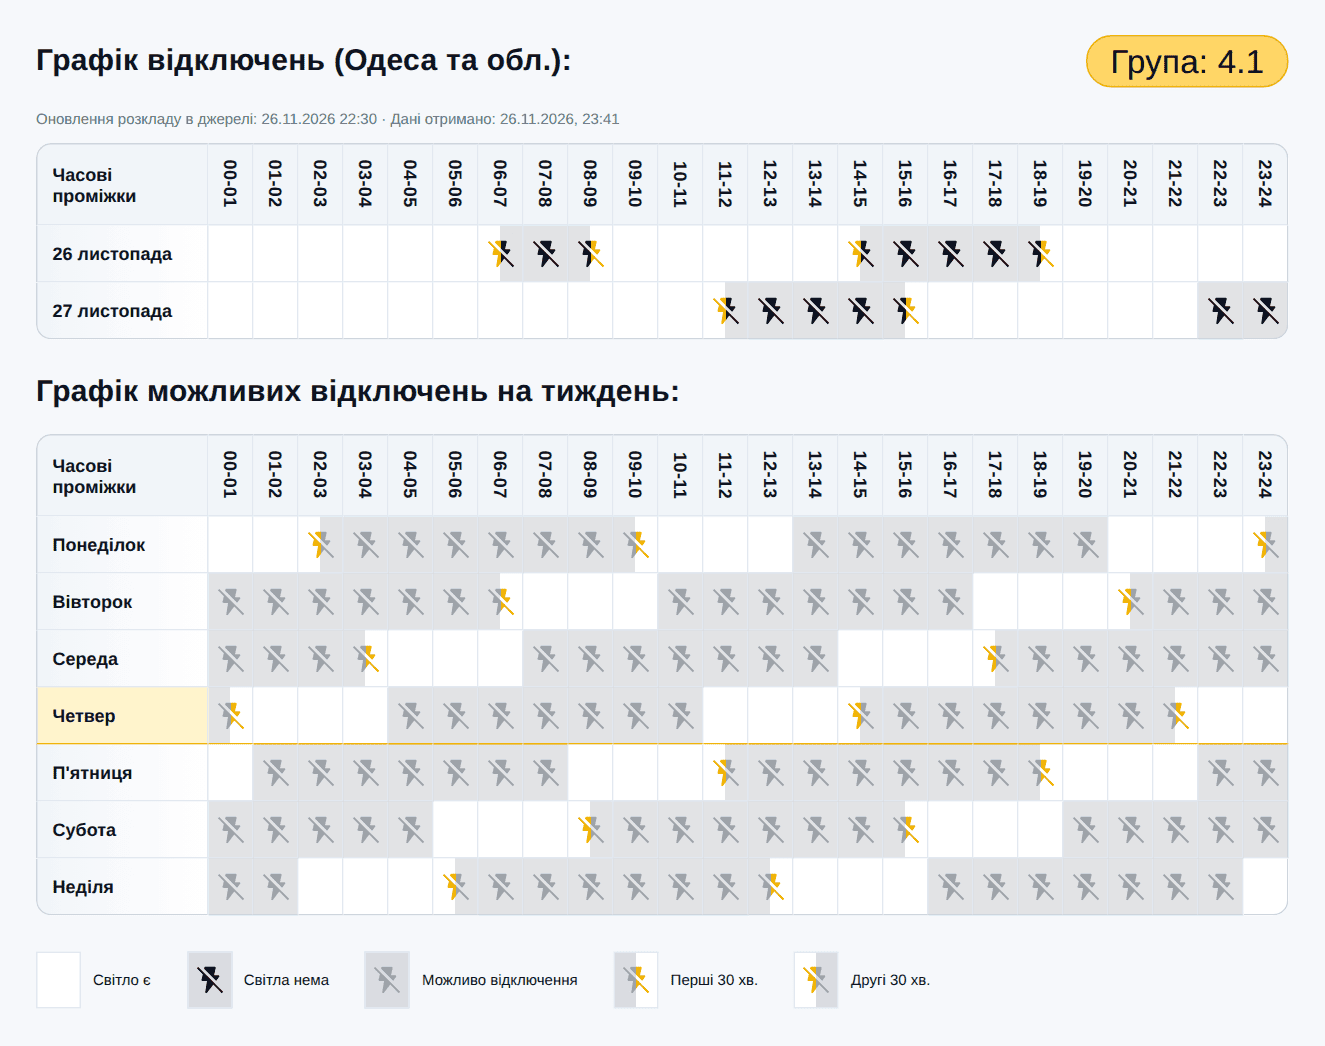 Графік відключень (Одеса та обл.):
Група: 4.1
Оновлення розкладу в джерелі: 26.11.2026 22:30 · Дані отримано: 26.11.2026, 23:41
Часові проміжки 00-01 01-02 02-03 03-04 04-05 05-06 06-07 07-08 08-09 09-10 10-11 11-12 12-13 13-14 14-15 15-16 16-17 17-18 18-19 19-20 20-21 21-22 22-23 23-24
26 листопада
27 листопада
Графік можливих відключень на тиждень:
Часові проміжки 00-01 01-02 02-03 03-04 04-05 05-06 06-07 07-08 08-09 09-10 10-11 11-12 12-13 13-14 14-15 15-16 16-17 17-18 18-19 19-20 20-21 21-22 22-23 23-24
Понеділок
Вівторок
Середа
Четвер
П'ятниця
Субота
Неділя
Світло є Світла нема Можливо відключення Перші 30 хв. Другі 30 хв.